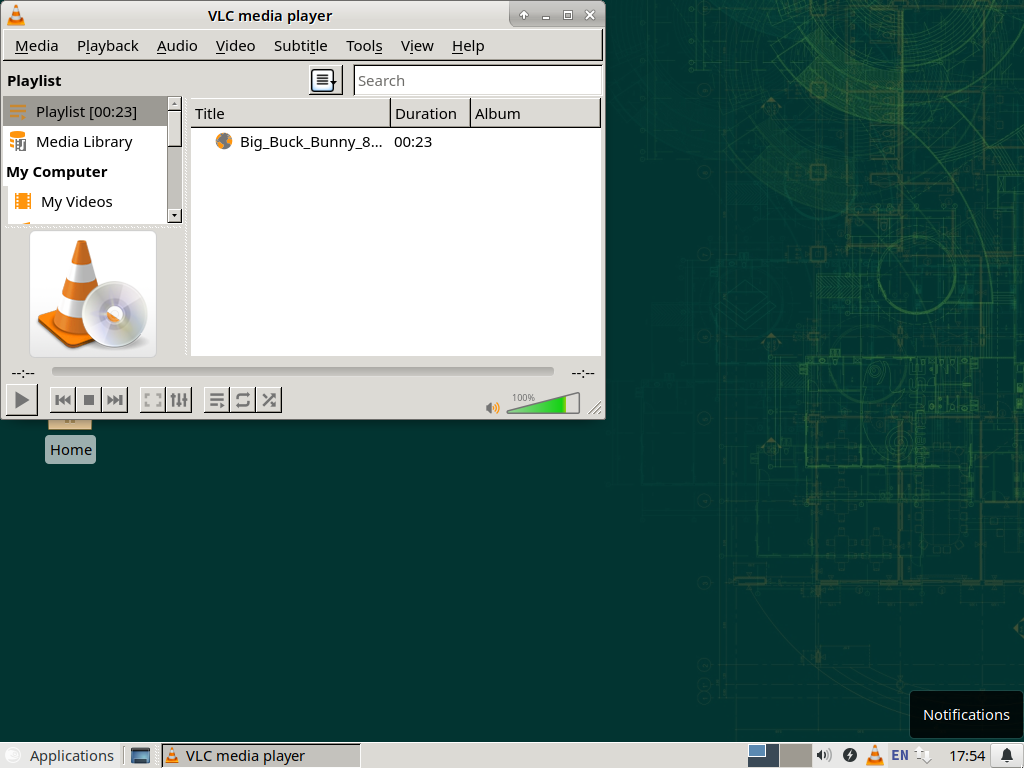 VLC media player
Media Playback Audio Video Subtitle Tools View Help
Playlist
Search
Playlist [00:23]
Media Library
My Computer
My Videos
Title Duration Album
Big_Buck_Bunny_8... 00:23
--:-- --:--
100%
Home
Notifications
Applications VLC media player EN 17:54